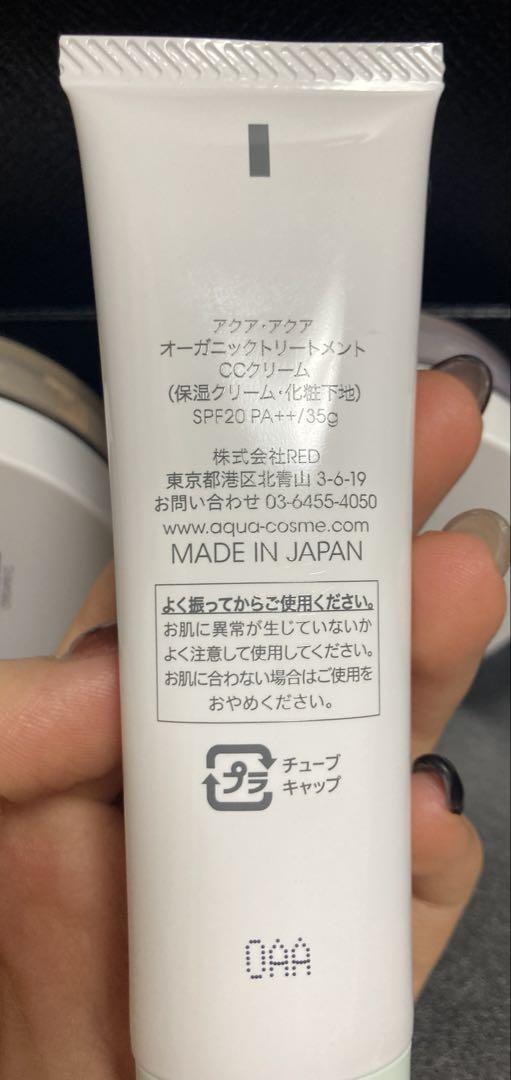 アクア・アクア
オーガニックトリートメント
CCクリーム
(保湿クリーム・化粧下地)
SPF20 PA++/35g
株式会社RED
東京都港区北青山 3-6-19
お問い合わせ 03-6455-4050
www.aqua-cosme.com
MADE IN JAPAN
よく振ってからご使用ください。
お肌に異常が生じていないか
よく注意して使用してください。
お肌に合わない場合はご使用を
おやめください。
プラ チューブ
キャップ
0AA